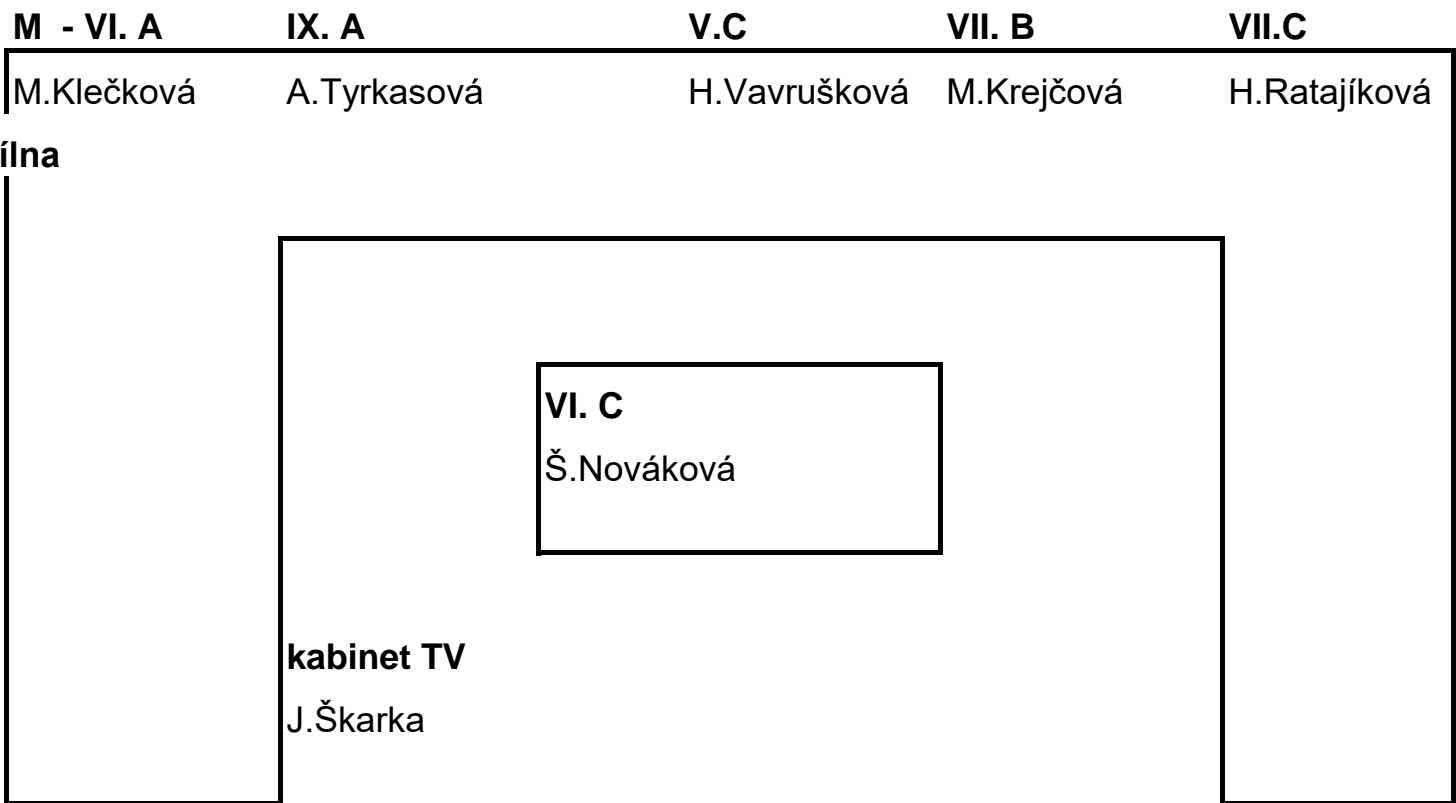 M - VI. A IX. A V.C VII. B VII.C
M.Klečková A.Tyrkasová H.Vavrušková M.Krejčová H.Ratajíková
ílna
VI. C
Š.Nováková
kabinet TV
J.Škarka